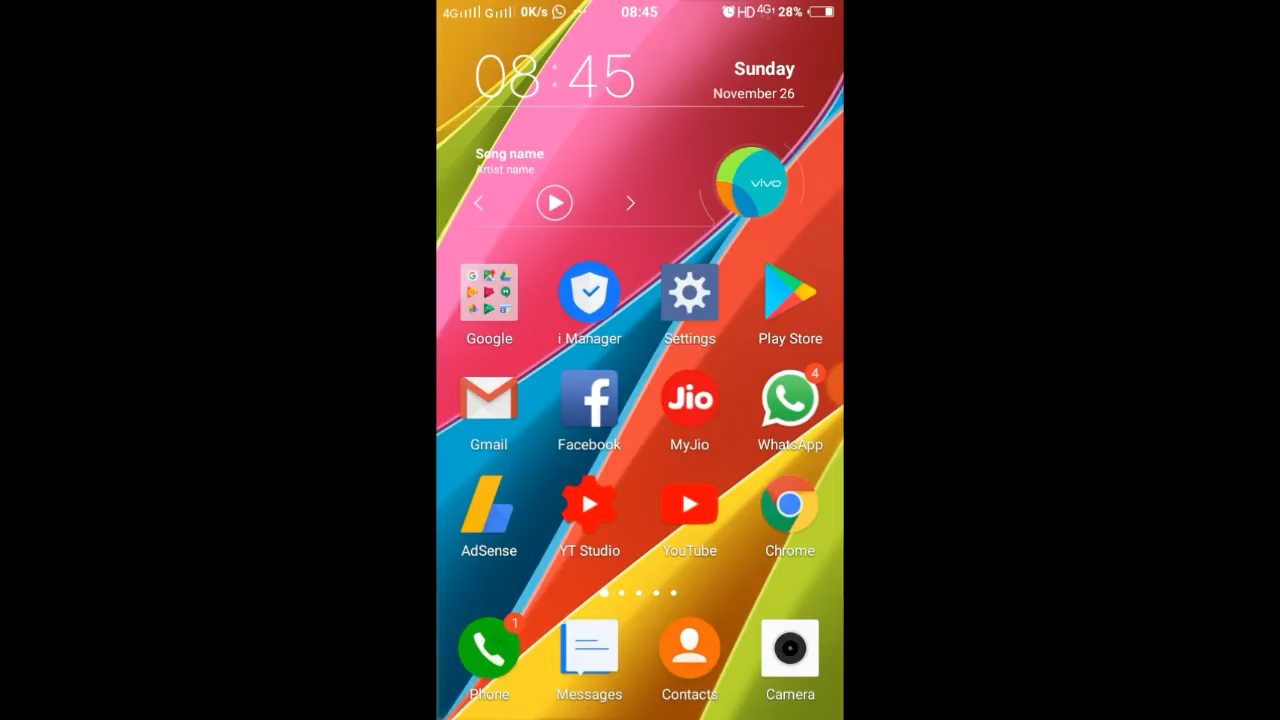 4G G 0K/s 08:45 HD 4G1 28%
08:45
Sunday
November 26
Song name
Artist name
vivo
Google i Manager Settings Play Store
Jio 4
Gmail Facebook MyJio WhatsApp
AdSense YT Studio YouTube Chrome
1
Phone Messages Contacts Camera